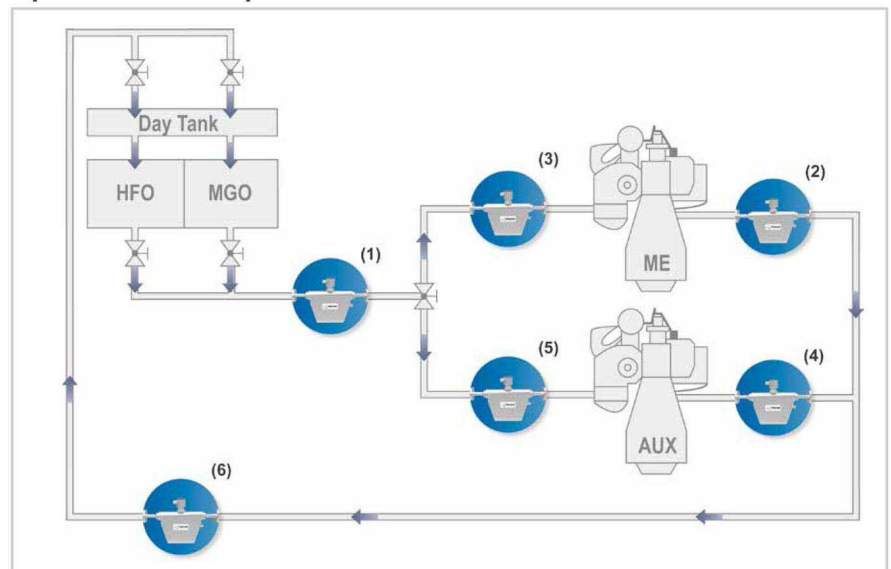 Day Tank
HFO MGO
(1)
(3)
(2)
ME
(5)
(4)
AUX
(6)